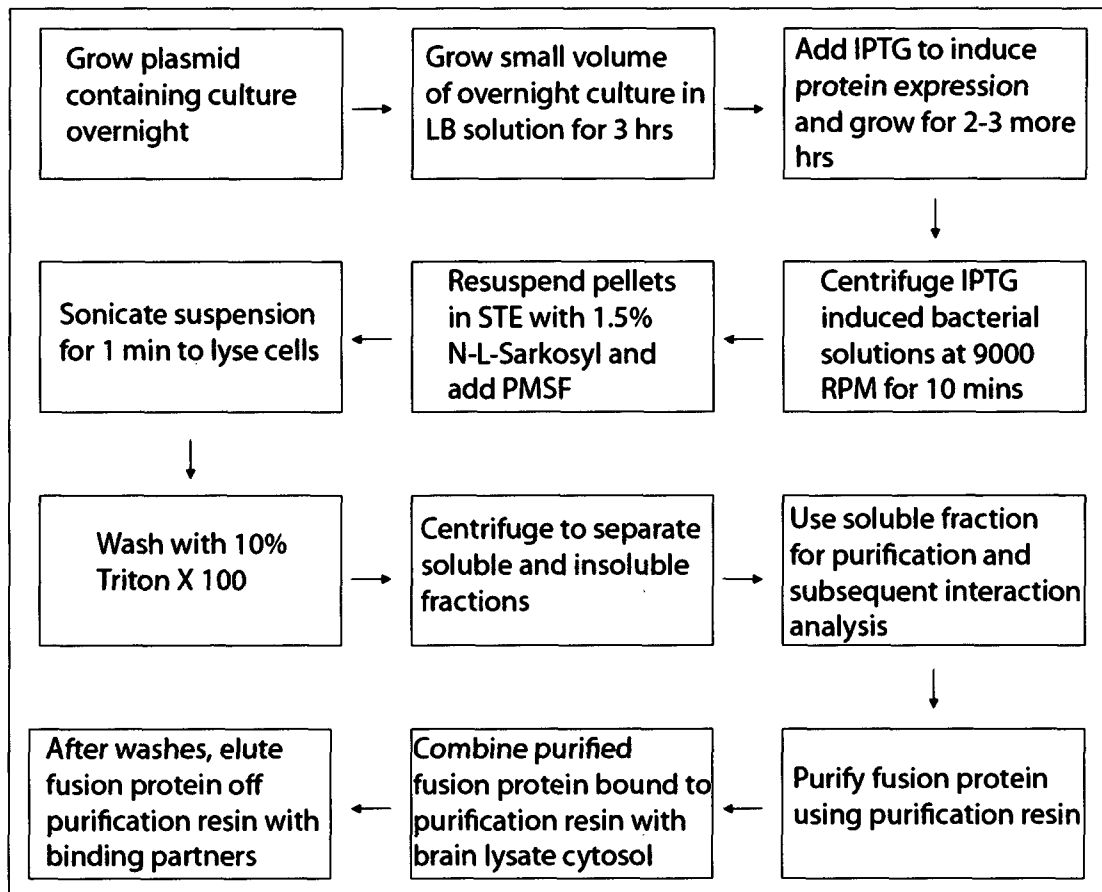 Grow plasmid
containing culture
overnight
Grow small volume
of overnight culture in
LB solution for 3 hrs
Add IPTG to induce
protein expression
and grow for 2-3 more
hrs
Centrifuge IPTG
induced bacterial
solutions at 9000
RPM for 10 mins
Resuspend pellets
in STE with 1.5%
N-L-Sarkosyl and
add PMSF
Sonicate suspension
for 1 min to lyse cells
Wash with 10%
Triton X 100
Centrifuge to separate
soluble and insoluble
fractions
Use soluble fraction
for purification and
subsequent interaction
analysis
Purify fusion protein
using purification resin
Combine purified
fusion protein bound to
purification resin with
brain lysate cytosol
After washes, elute
fusion protein off
purification resin with
binding partners